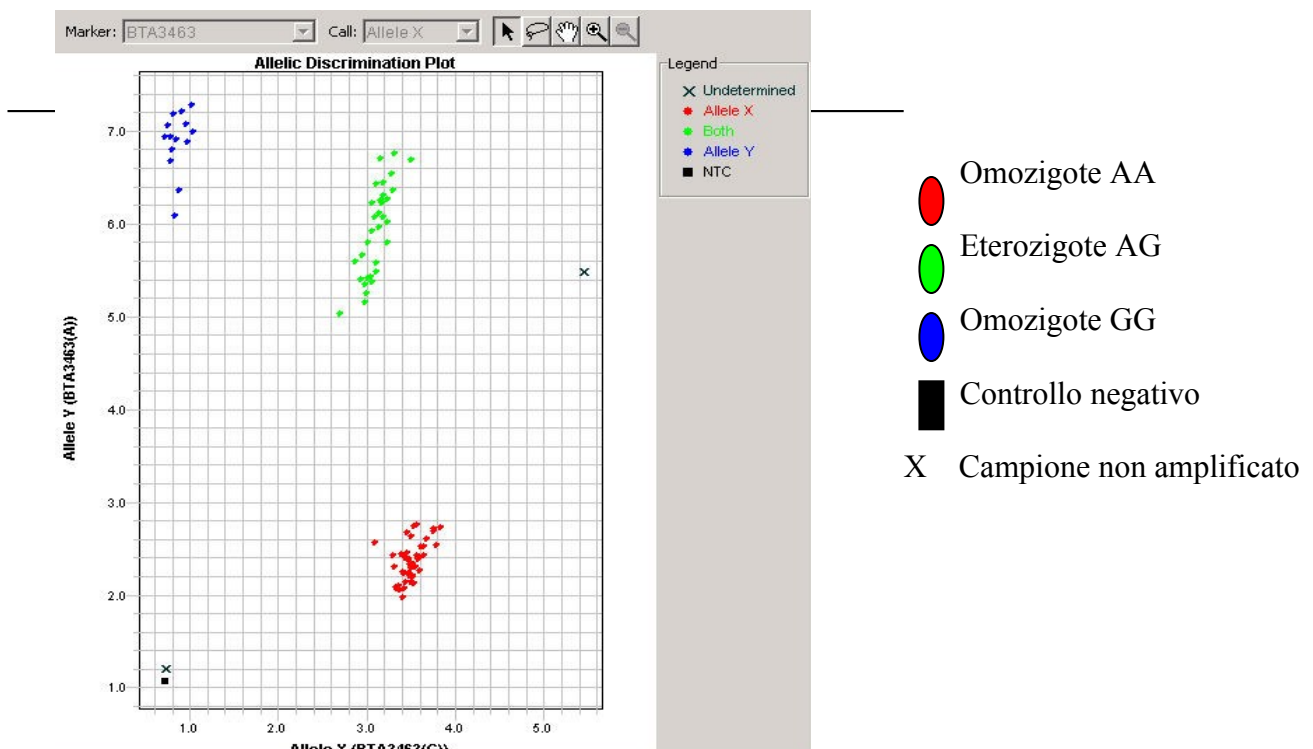 Marker: BTA3463 Call: Allele X
Allelic Discrimination Plot
Legend
Undetermined
Allele X
Both
Allele Y
NTC
7.0
6.0
5.0
4.0
3.0
2.0
1.0
Allele Y (BTA3463(A))
1.0 2.0 3.0 4.0 5.0
Allele X (BTA3463(C))
Omozigote AA
Eterozigote AG
Omozigote GG
Controllo negativo
X Campione non amplificato